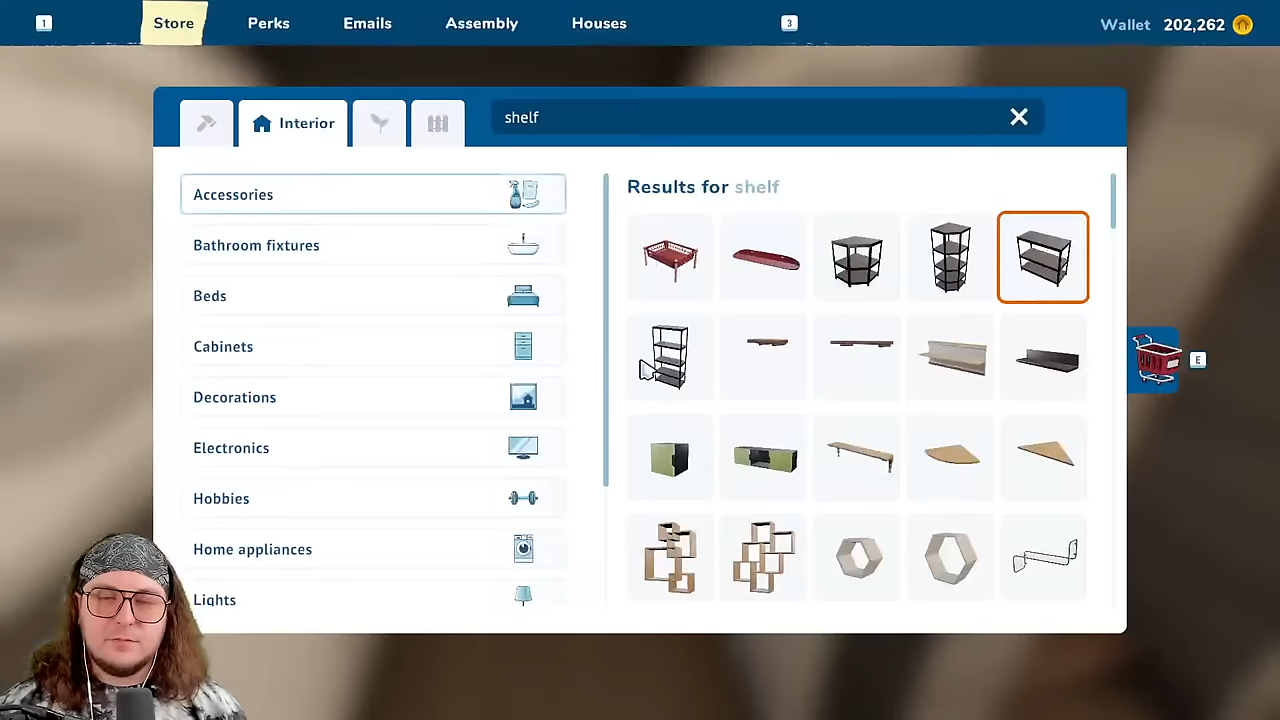 1
Store
Perks
Emails
Assembly
Houses
3
Wallet 202,262
Interior
shelf
Accessories
Bathroom fixtures
Beds
Cabinets
Decorations
Electronics
Hobbies
Home appliances
Lights
Results for shelf
E